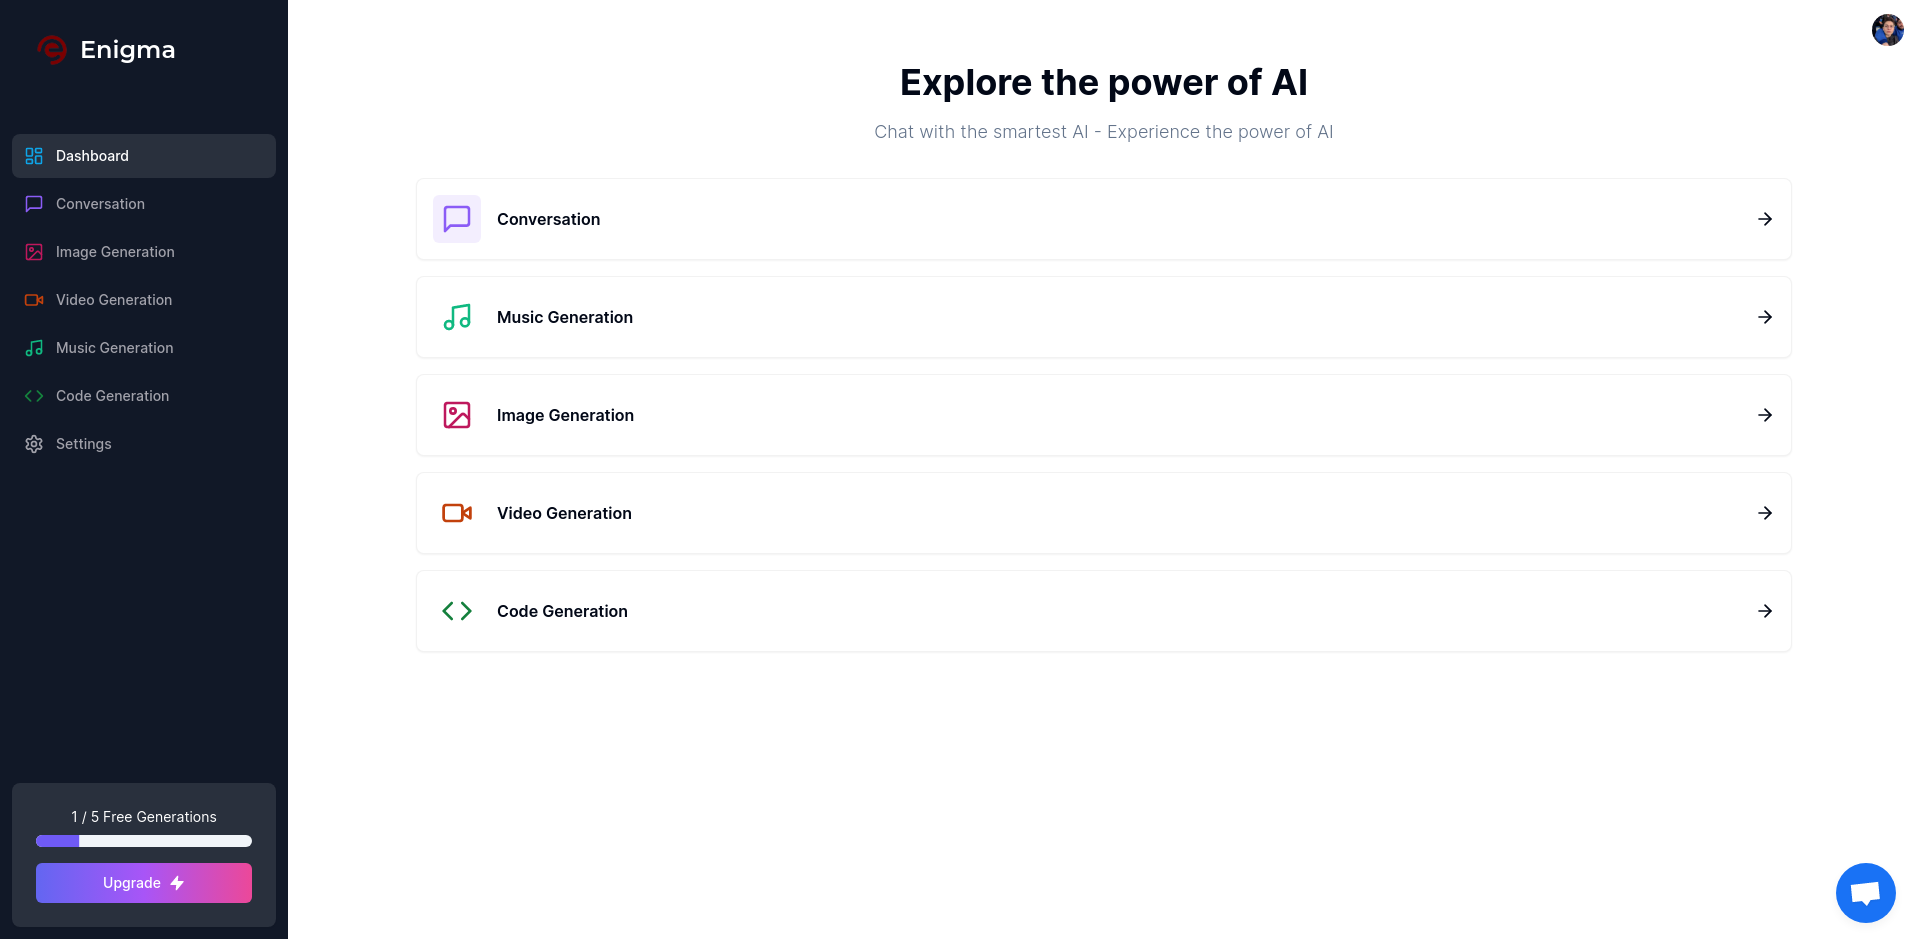 Enigma
Dashboard
Conversation
Image Generation
Video Generation
Music Generation
Code Generation
Settings
1 / 5 Free Generations
Upgrade
Explore the power of AI
Chat with the smartest AI - Experience the power of AI
Conversation
Music Generation
Image Generation
Video Generation
Code Generation